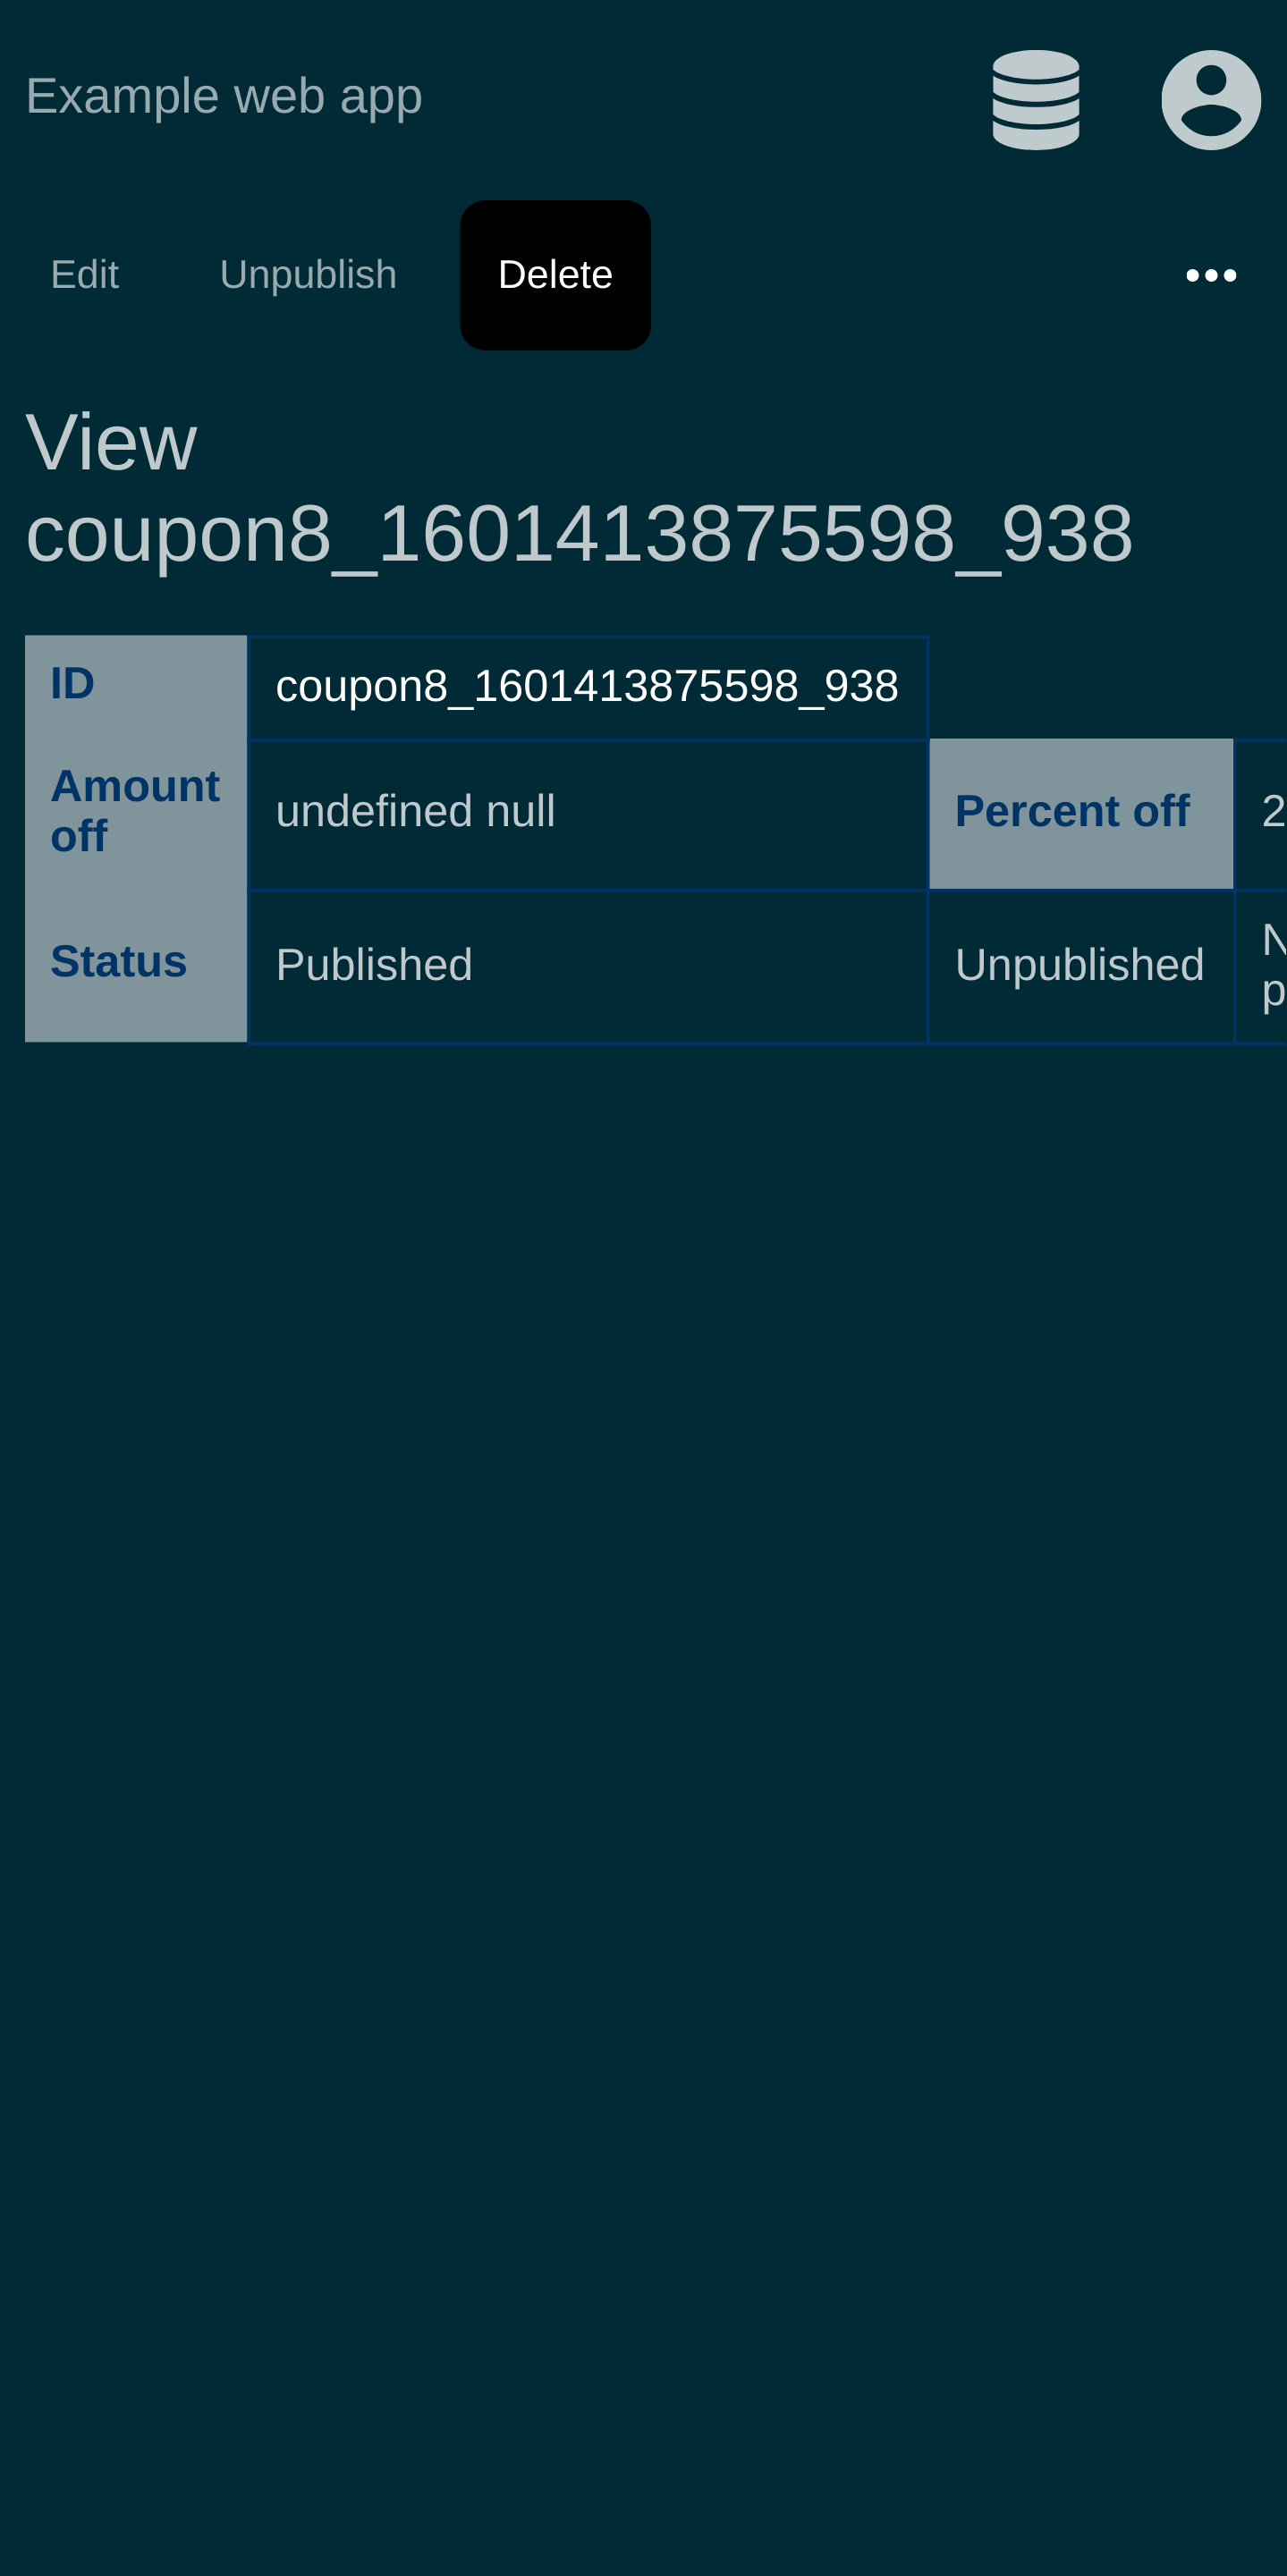 Example web app
Edit Unpublish Delete
View
coupon8_1601413875598_938
ID coupon8_1601413875598_938
Amount
off
undefined null Percent off
Status Published Unpublished